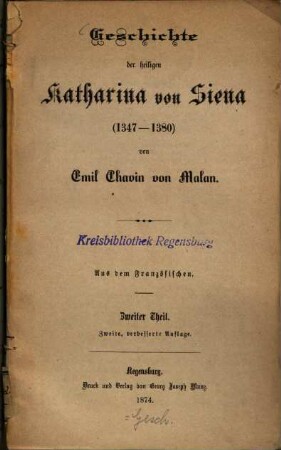 Geschichte
der heiligen
Katharina von Siena
(1347—1380)
von
Emil Chavin von Malan.
Kreisbibliothek Regensburg
Aus dem Französischen.
Zweiter Theil.
Zweite, verbesserte Auflage.
Regensburg.
Druck und Verlag von Georg Joseph Manz
1874.
Gesch.